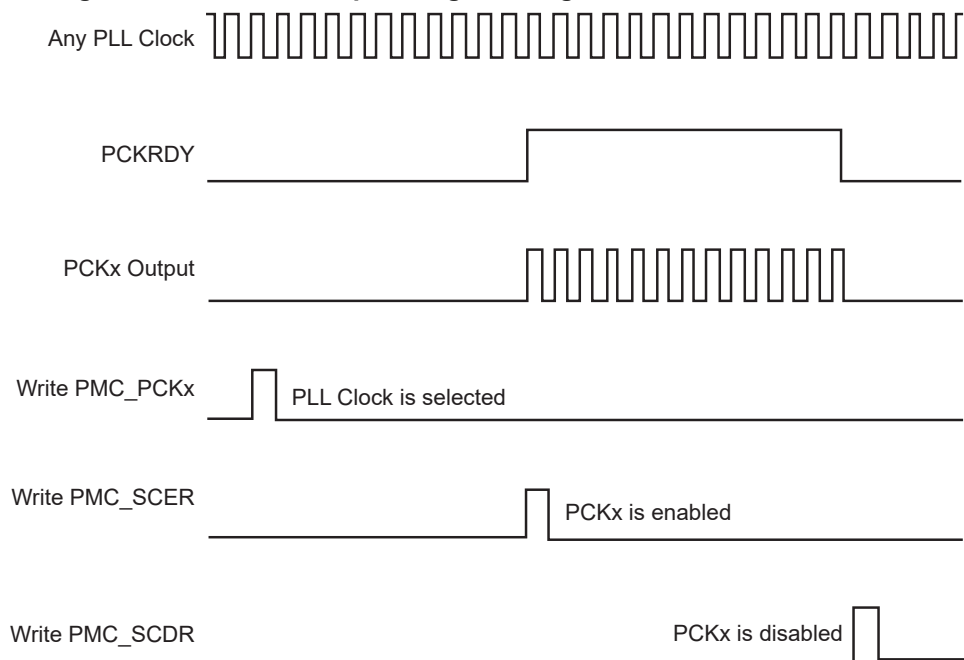 Any PLL Clock
PCKRDY
PCKx Output
Write PMC_PCKx
PLL Clock is selected
Write PMC_SCER
PCKx is enabled
Write PMC_SCDR
PCKx is disabled